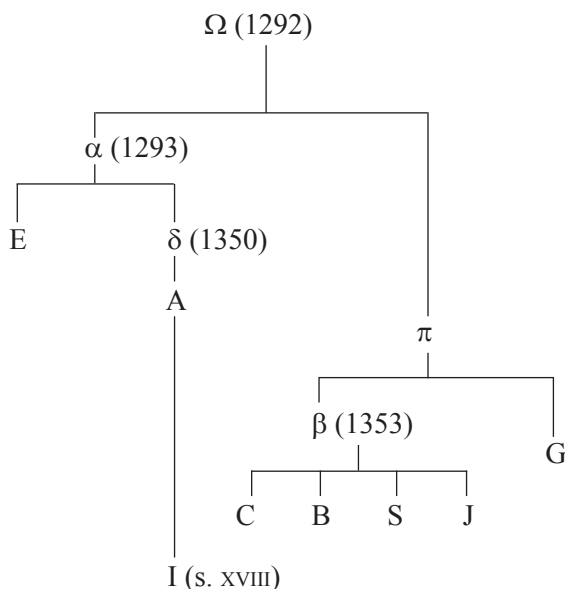 Ω (1292)
α (1293)
E
δ (1350)
A
π
β (1353)
G
C B S J
I (s. XVIII)